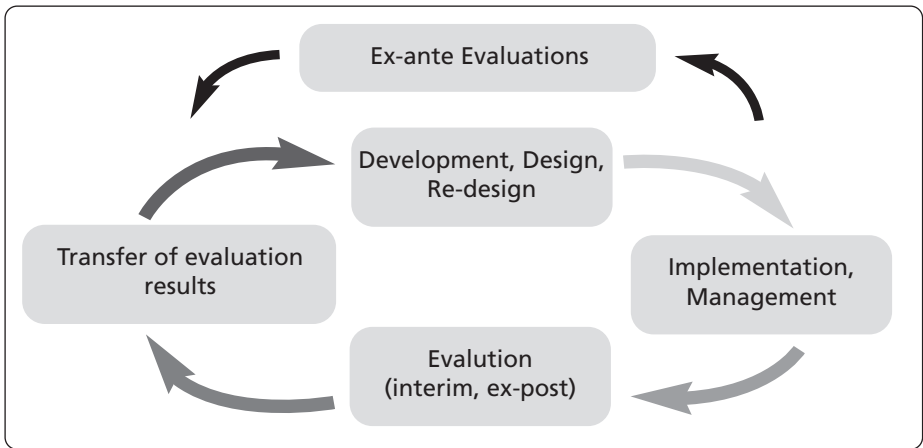 Ex-ante Evaluations
Development, Design,
Re-design
Transfer of evaluation
results
Implementation,
Management
Evalution
(interim, ex-post)